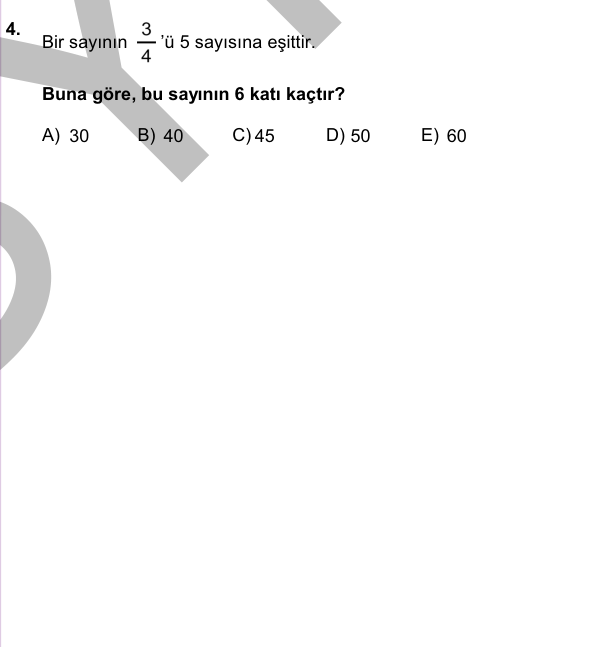 4. Bir sayının 3/4 'ü 5 sayısına eşittir.
Buna göre, bu sayının 6 katı kaçtır?
A) 30 B) 40 C) 45 D) 50 E) 60